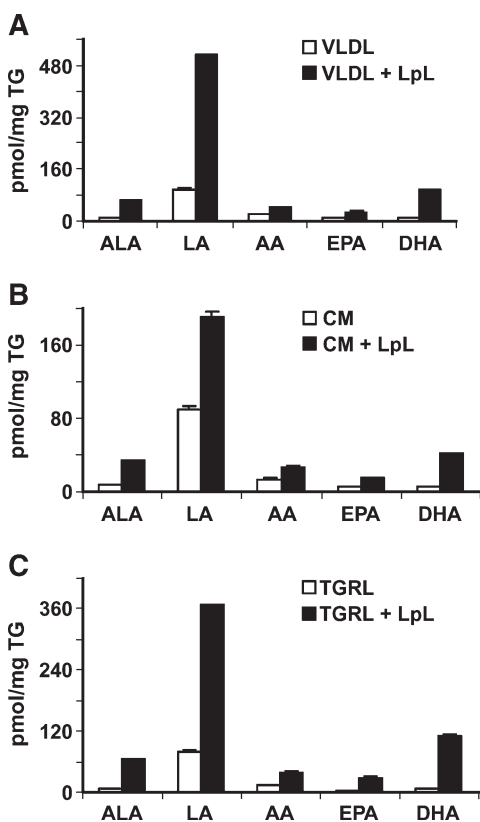 A
pmol/mg TG
480
320
160
0
VLDL
VLDL + LpL
ALA LA AA EPA DHA
B
pmol/mg TG
160
80
0
CM
CM + LpL
ALA LA AA EPA DHA
C
pmol/mg TG
360
240
120
0
TGRL
TGRL + LpL
ALA LA AA EPA DHA